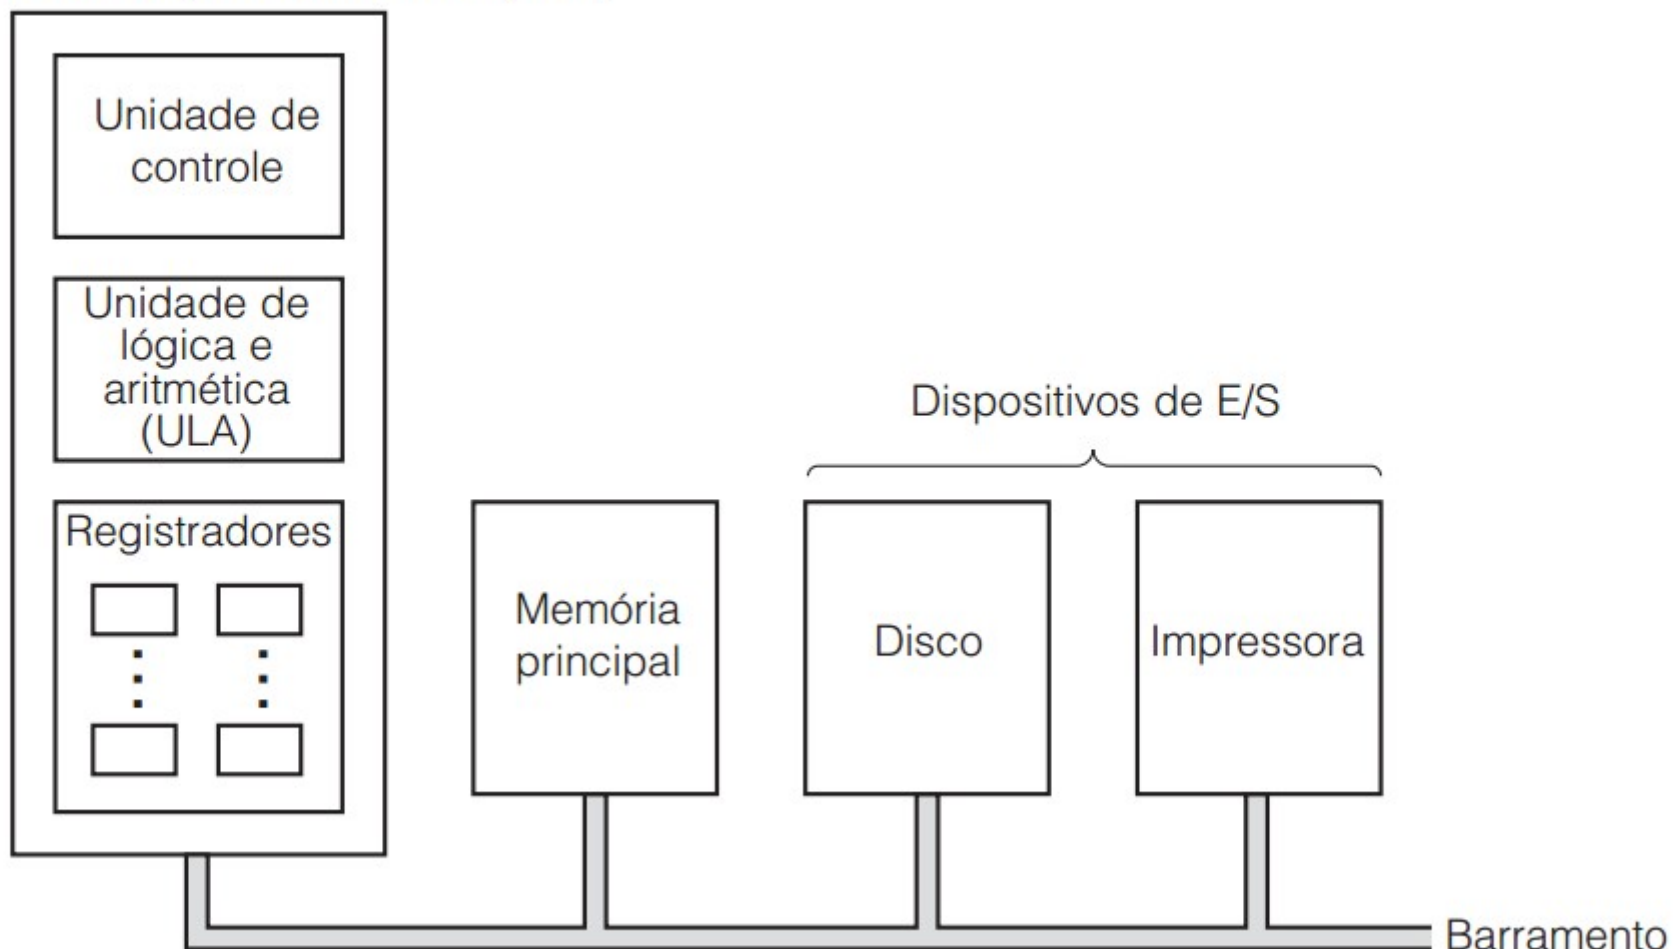 Unidade de
controle
Unidade de
lógica e
aritmética
(ULA)
Registradores
Memória
principal
Dispositivos de E/S
Disco
Impressora
Barramento